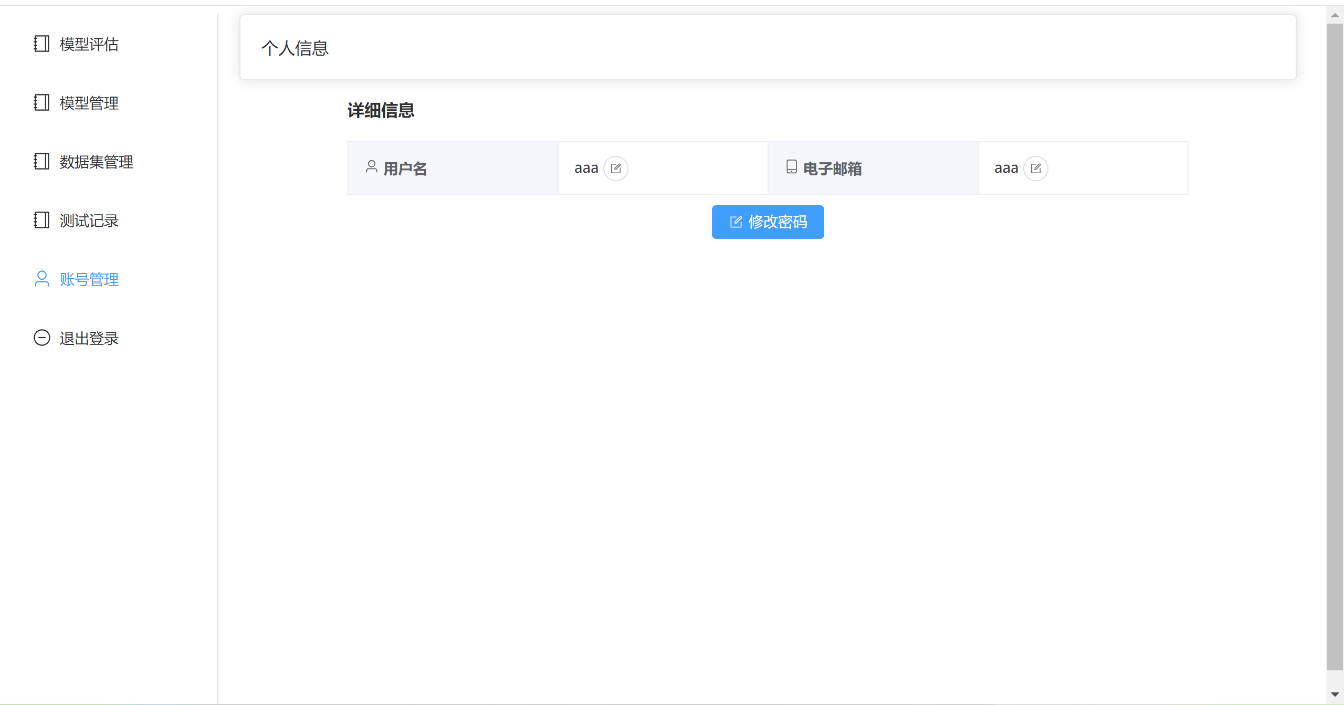 模型评估
模型管理
数据集管理
测试记录
账号管理
退出登录
个人信息
详细信息
用户名 aaa 电子邮箱 aaa
修改密码